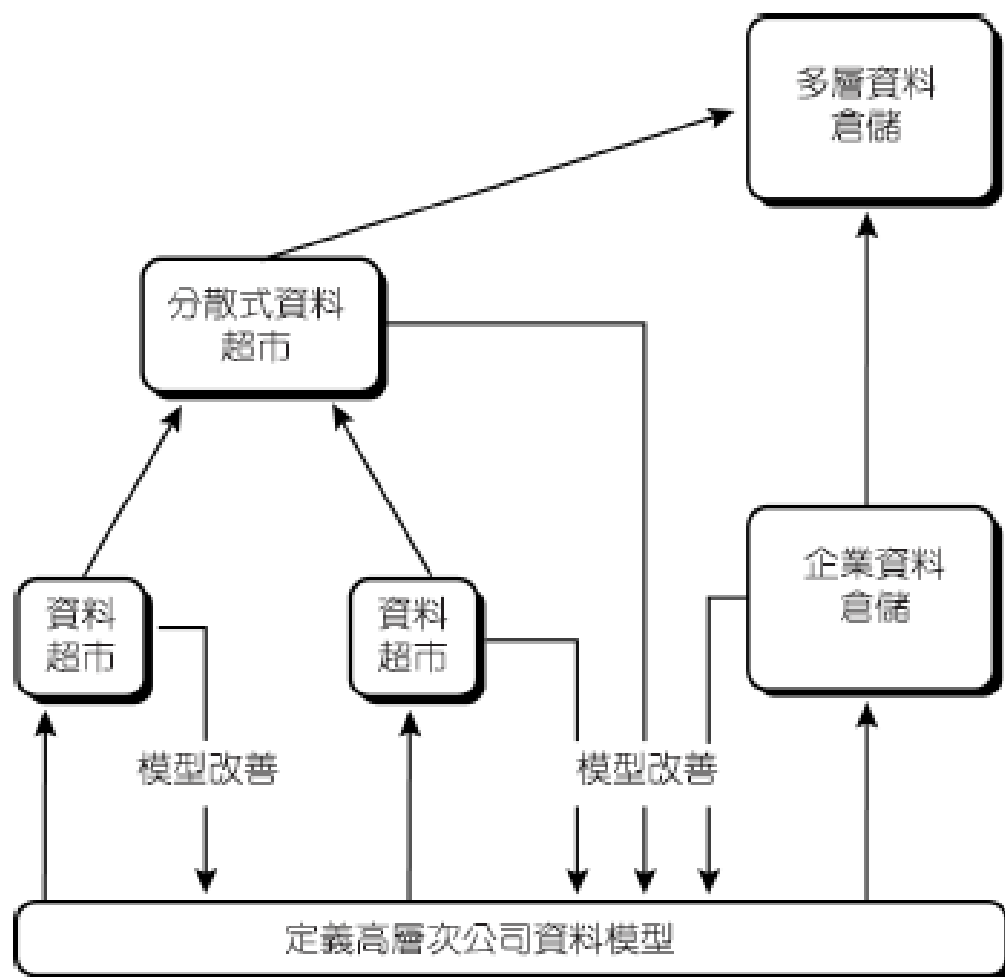 多層資料
倉儲
分散式資料
超市
企業資料
倉儲
資料
超市
資料
超市
模型改善
模型改善
定義高層次公司資料模型